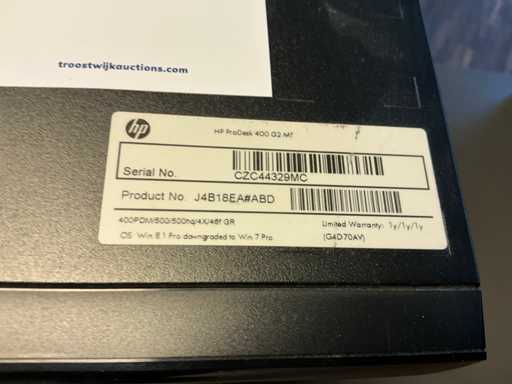 troostwijkauctions.com
hp
HP ProDesk 400 G2 MT
Serial No. CZC44329MC
Product No. J4B18EA#ABD
400PDM/500/500hq/4X/46f GR
Limited Warranty: 1y/1y/1y
OS Win 8.1 Pro downgraded to Win 7 Pro
(G4D70AV)